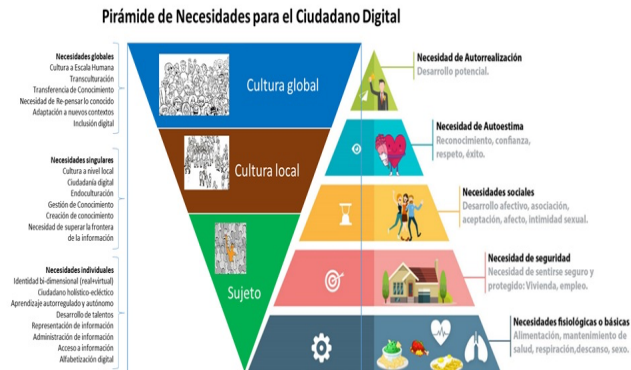 Pirámide de Necesidades para el Ciudadano Digital
Necesidades globales
Cultura a Escala Humana
Transculturación
Transferencia de Conocimiento
Necesidad de Re-pensar lo conocido
Adaptación a nuevos contextos
Inclusión digital
Necesidades singulares
Cultura a nivel local
Ciudadanía digital
Endoculturación
Gestión de Conocimiento
Creación de conocimiento
Necesidad de superar la frontera
de la información
Necesidades individuales
Identidad bi-dimensional (real+virtual)
Ciudadano holístico-ecléctico
Aprendizaje autorregulado y autónomo
Desarrollo de talentos
Representación de información
Administración de información
Acceso a información
Alfabetización digital
Cultura global
Cultura local
Sujeto
Necesidad de Autorrealización
Desarrollo potencial.
Necesidad de Autoestima
Reconocimiento, confianza,
respeto, éxito.
Necesidades sociales
Desarrollo afectivo, asociación,
aceptación, afecto, intimidad sexual.
Necesidad de seguridad
Necesidad de sentirse seguro y
protegido: Vivienda, empleo.
Necesidades fisiológicas o básicas
Alimentación, mantenimiento de
salud, respiración,descanso, sexo.